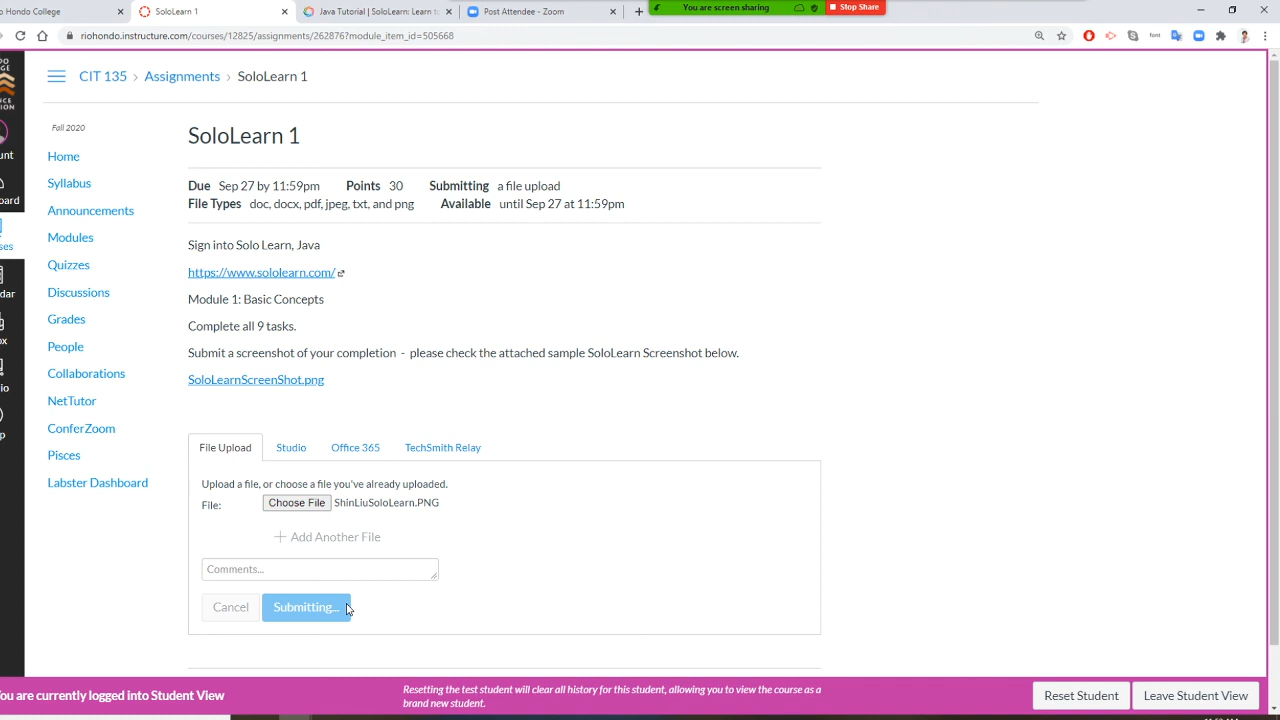 o Hondo College
SoloLearn 1
Java Tutorial | SoloLearn: Learn to
Post Attendee - Zoom
You are screen sharing
Stop Share
riohondo.instructure.com/courses/12825/assignments/262876?module_item_id=505668
CIT 135 › Assignments › SoloLearn 1
Fall 2020
SoloLearn 1
Home
Syllabus
Announcements
Modules
Quizzes
Discussions
Grades
People
Collaborations
NetTutor
ConferZoom
Pisces
Labster Dashboard
Due Sep 27 by 11:59pm Points 30 Submitting a file upload
File Types doc, docx, pdf, jpeg, txt, and png Available until Sep 27 at 11:59pm
Sign into Solo Learn, Java
https://www.sololearn.com/
Module 1: Basic Concepts
Complete all 9 tasks.
Submit a screenshot of your completion - please check the attached sample SoloLearn Screenshot below.
SoloLearnScreenShot.png
File Upload Studio Office 365 TechSmith Relay
Upload a file, or choose a file you've already uploaded.
File: Choose File ShinLiuSoloLearn.PNG
+ Add Another File
Comments...
Cancel Submitting...
ou are currently logged into Student View
Resetting the test student will clear all history for this student, allowing you to view the course as a
brand new student.
Reset Student
Leave Student View